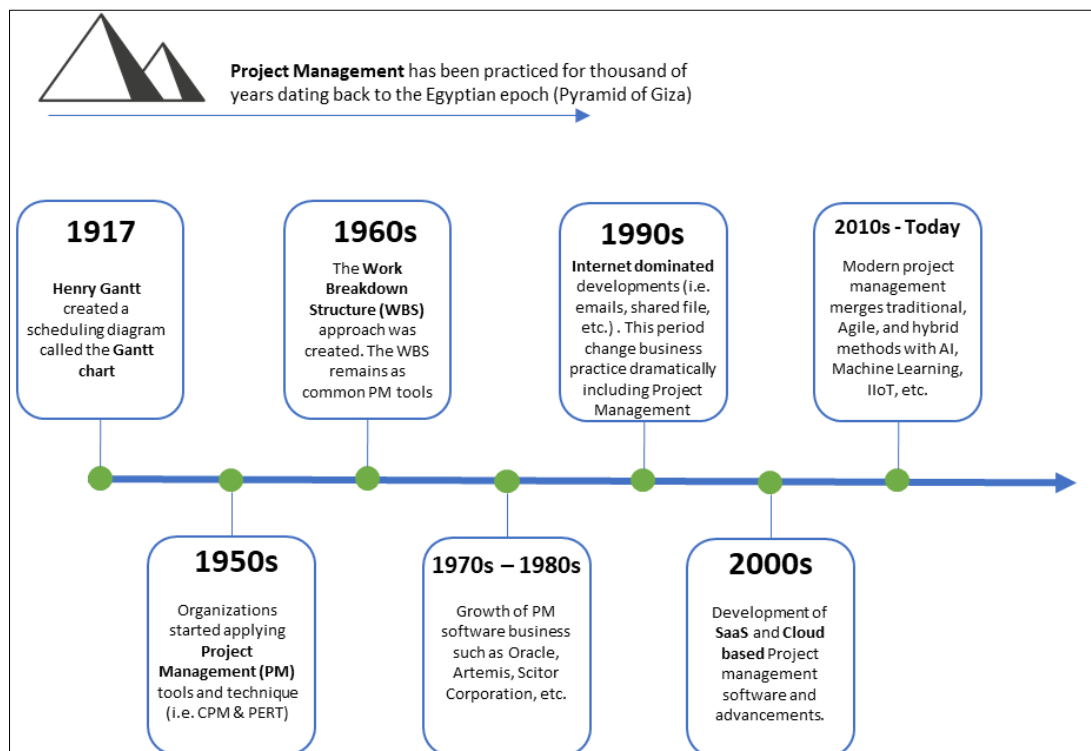 Project Management has been practiced for thousand of
years dating back to the Egyptian epoch (Pyramid of Giza)
1917
Henry Gantt
created a
scheduling diagram
called the Gantt
chart
1950s
Organizations
started applying
Project
Management (PM)
tools and technique
(i.e. CPM & PERT)
1960s
The Work
Breakdown
Structure (WBS)
approach was
created. The WBS
remains as
common PM tools
1970s – 1980s
Growth of PM
software business
such as Oracle,
Artemis, Scitor
Corporation, etc.
1990s
Internet dominated
developments (i.e.
emails, shared file,
etc.) . This period
change business
practice dramatically
including Project
Management
2000s
Development of
SaaS and Cloud
based Project
management
software and
advancements.
2010s - Today
Modern project
management
merges traditional,
Agile, and hybrid
methods with AI,
Machine Learning,
IIoT, etc.